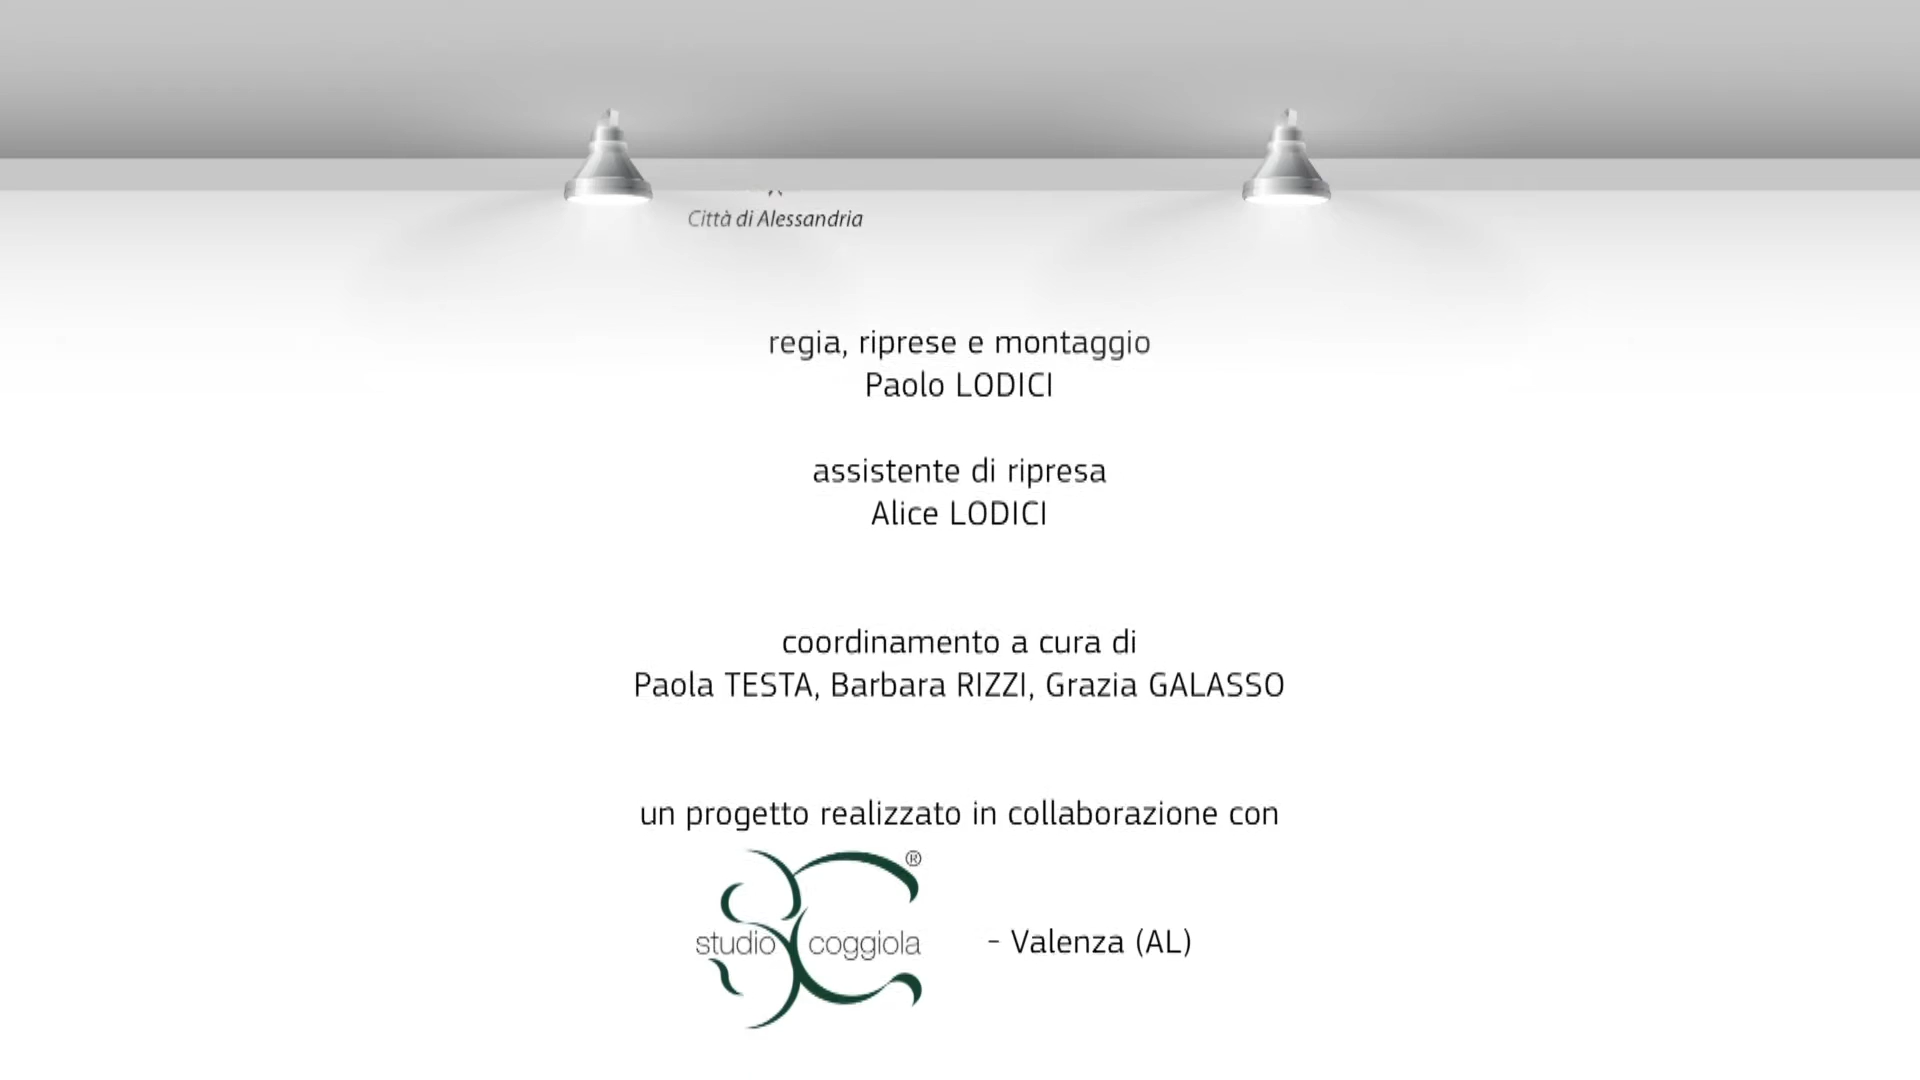 Città di Alessandria
regia, riprese e montaggio
Paolo LODICI
assistente di ripresa
Alice LODICI
coordinamento a cura di
Paola TESTA, Barbara RIZZI, Grazia GALASSO
un progetto realizzato in collaborazione con
®
studio coggiola
- Valenza (AL)